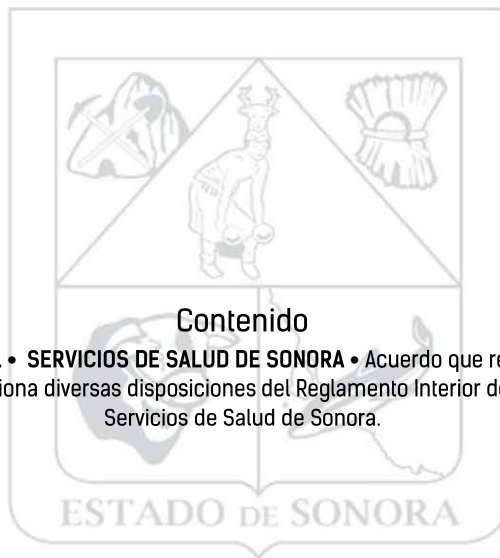 Contenido
• SERVICIOS DE SALUD DE SONORA • Acuerdo que
diversas disposiciones del Reglamento Interior
Servicios de Salud de Sonora.
ESTADO DE SONORA